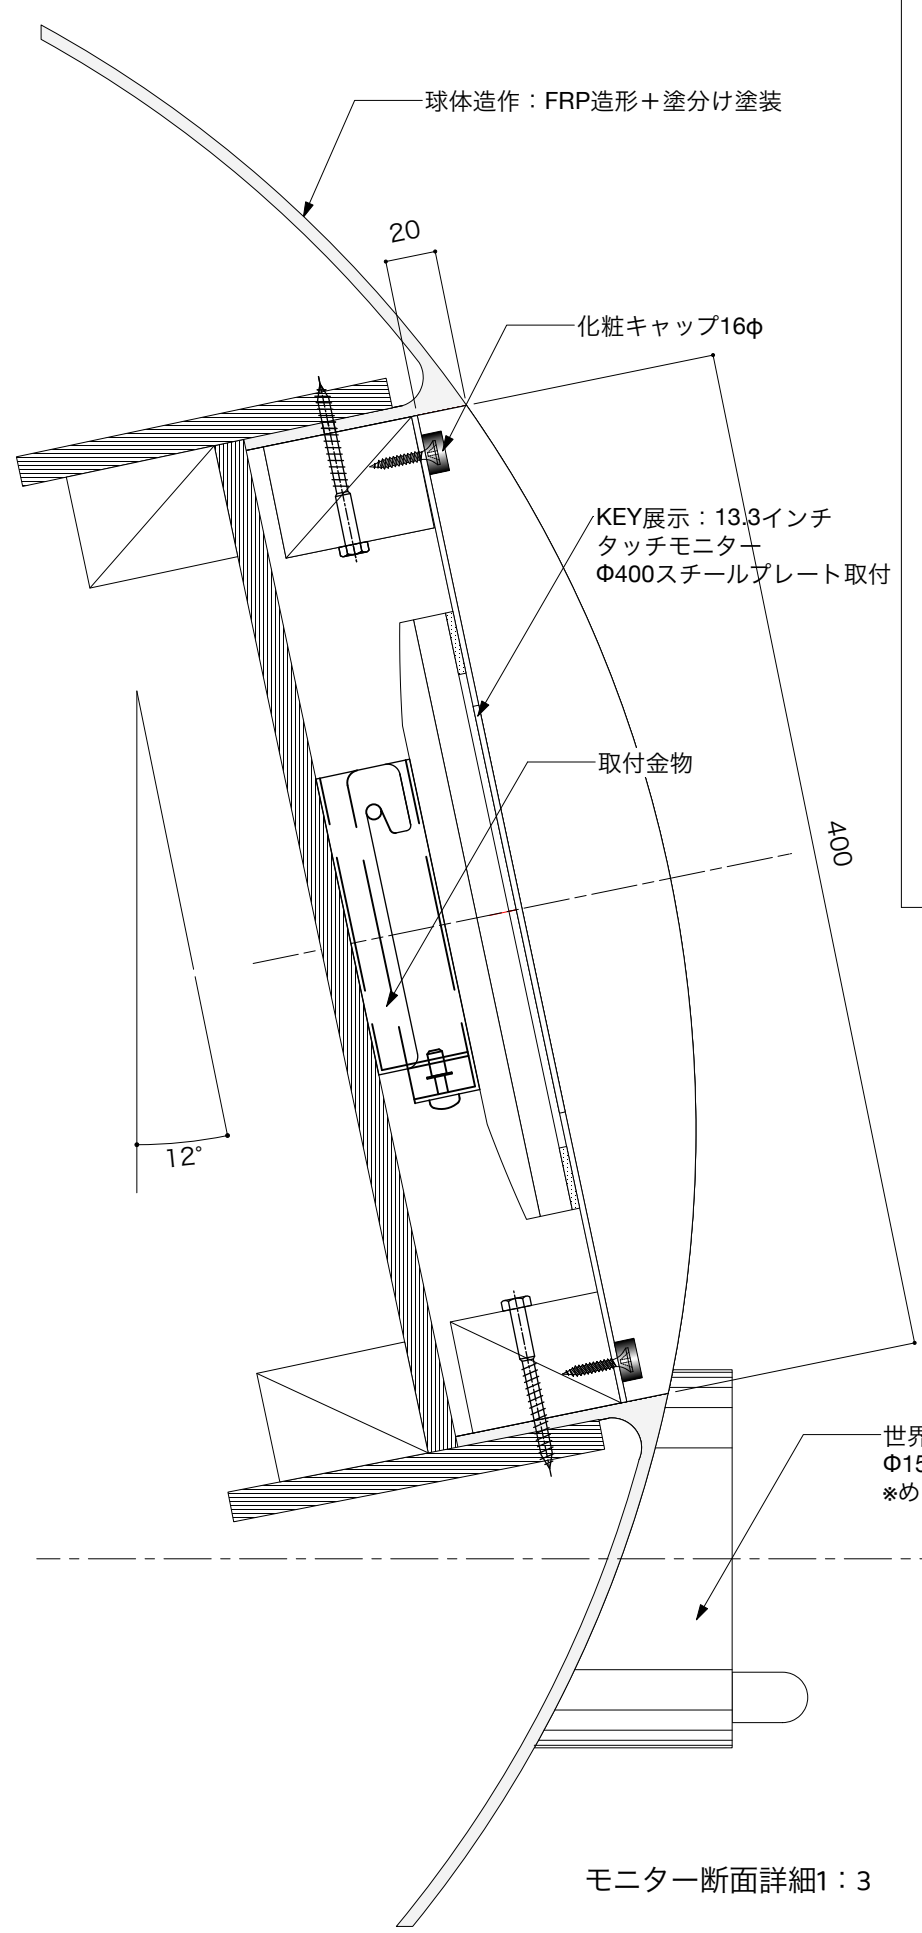 球体造作：FRP造形＋塗分け塗装
20
化粧キャップ16φ
KEY展示：13.3インチ
タッチモニター
Φ400スチールプレート取付
取付金物
400
12°
世界
Φ15
※め
モニター断面詳細1：3